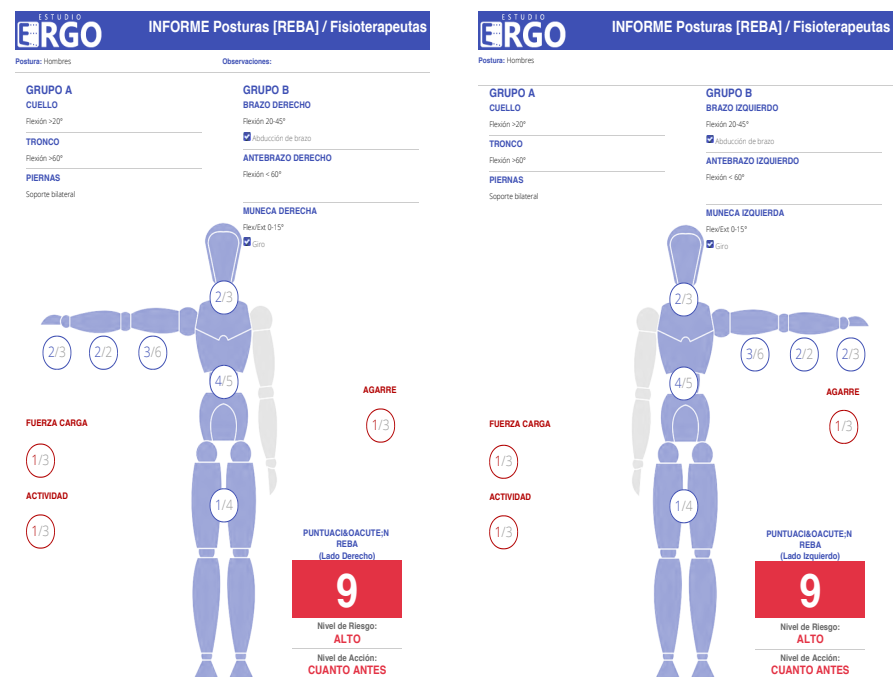 ESTUDIO
ERGO
INFORME Posturas [REBA] / Fisioterapeutas
Postura: Hombres
Observaciones:
GRUPO A
CUELLO
Flexión >20°
TRONCO
Flexión >60°
PIERNAS
Soporte bilateral
GRUPO B
BRAZO DERECHO
Flexión 20-45°
Abducción de brazo
ANTEBRAZO DERECHO
Flexión < 60°
MUNECA DERECHA
Flex/Ext 0-15°
Giro
2/3
2/3
2/2
3/6
4/5
AGARRE
1/3
FUERZA CARGA
1/3
ACTIVIDAD
1/3
1/4
PUNTUACI&OACUTE;N
REBA
(Lado Derecho)
9
Nivel de Riesgo:
ALTO
Nivel de Acción:
CUANTO ANTES
ESTUDIO
ERGO
INFORME Posturas [REBA] / Fisioterapeutas
Postura: Hombres
GRUPO A
CUELLO
Flexión >20°
TRONCO
Flexión >60°
PIERNAS
Soporte bilateral
GRUPO B
BRAZO IZQUIERDO
Flexión 20-45°
Abducción de brazo
ANTEBRAZO IZQUIERDO
Flexión < 60°
MUNECA IZQUIERDA
Flex/Ext 0-15°
Giro
2/3
3/6
2/2
2/3
4/5
AGARRE
1/3
FUERZA CARGA
1/3
ACTIVIDAD
1/3
1/4
PUNTUACI&OACUTE;N
REBA
(Lado Izquierdo)
9
Nivel de Riesgo:
ALTO
Nivel de Acción:
CUANTO ANTES